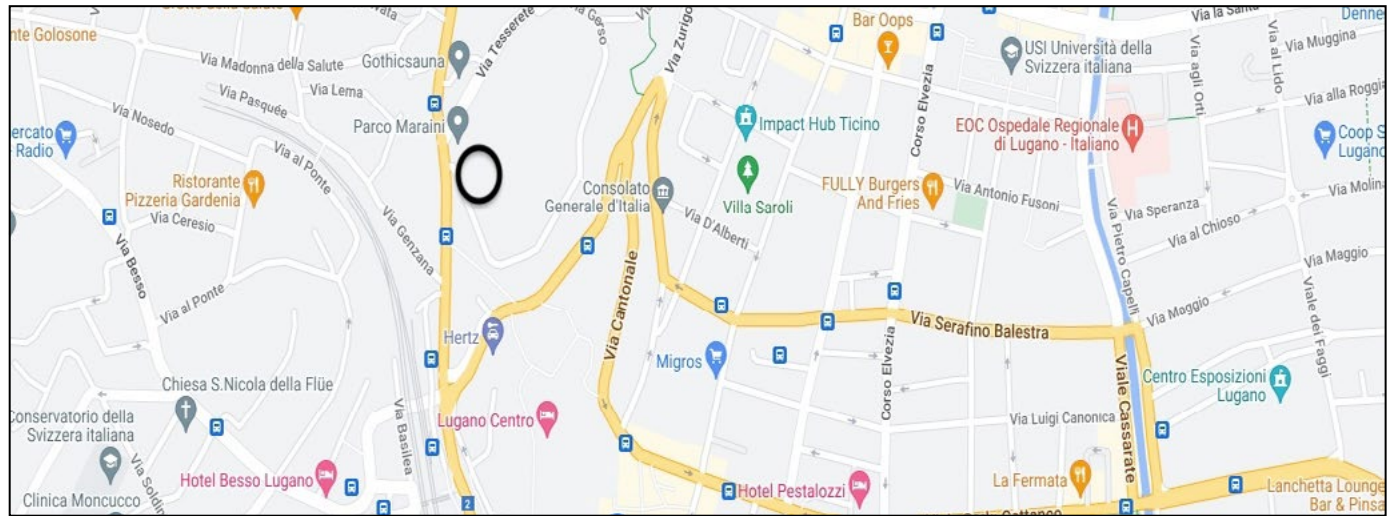 nte Golosone
Via Madonna della Salute
Gothicsauna
Via Tesserete
Via Zurigo
Bar Oops
Via la Santa
Denne
Via Muggina
USI Università della
Svizzera italiana
Corso Elvezia
Via agli Orti
Via al Lido
Via alla Roggia
Via Pasquée
Via Lema
Via Nosedo
Parco Maraini
Impact Hub Ticino
EOC Ospedale Regionale
di Lugano - Italiano
H
Coop S
Lugano
ercato
Radio
Via al Ponte
Ristorante
Pizzeria Gardenia
Consolato
Generale d'Italia
Villa Saroli
FULLY Burgers
And Fries
Via Antonio Fusoni
Via Molina
Via Speranza
Via Ceresio
Via Genzana
Via D'Alberti
Via al Chioso
Via Pietro Capelli
Via Besso
Via Maggio
Via al Ponte
Via Cantonale
Via Moggio
Viale dei Faggi
Hertz
Via Serafino Balestra
Migros
Corso Elvezia
Chiesa S.Nicola della Flüe
Centro Esposizioni
Lugano
Viale Cassarate
Conservatorio della
Svizzera italiana
Via Basilea
Lugano Centro
Via Luigi Canonica
Hotel Besso Lugano
Clinica Moncucco
2
Hotel Pestalozzi
La Fermata
Lanchetta Lounge
Bar & Pinsa